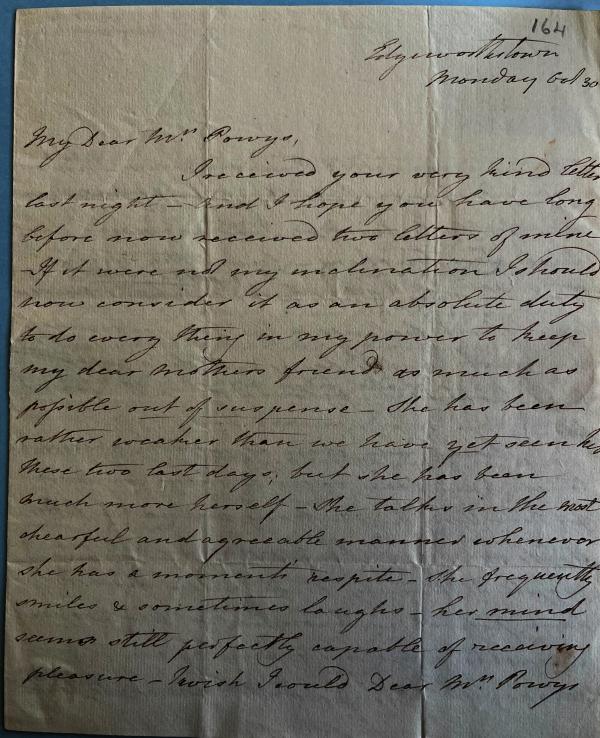 164
Edgeworthstown
Monday Oct 30
My Dear Mrs Powys,
I received your very kind letter
last night – And I hope you have long
before now received two letters of mine
– If it were not my inclination I should
now consider it as an absolute duty
to do every thing in my power to keep
my dear mothers friend as much as
possible out of suspense – She has been
rather weaker than we have yet seen her
these two last days; but she has been
much more herself – She talks in the most
chearful and agreeable manner whenever
she has a moments respite – She frequently
smiles & sometimes laughs – her mind
seems still perfectly capable of receiving
pleasure – I wish I could Dear Mrs Powys